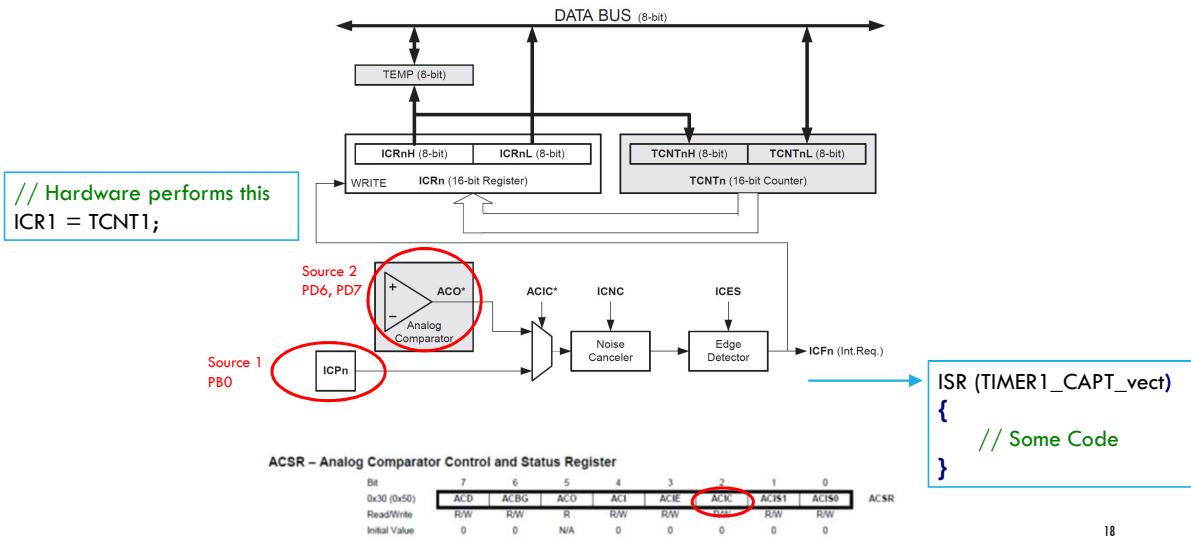 DATA BUS (8-bit)
TEMP (8-bit)
ICRnH (8-bit) ICRnL (8-bit) TCNTnH (8-bit) TCNTnL (8-bit)
WRITE ICRn (16-bit Register) TCNTn (16-bit Counter)
// Hardware performs this
ICR1 = TCNT1;
Source 2
PD6, PD7
+
−
ACO*
Analog
Comparator
ACIC* ICNC ICES
Noise
Canceler
Edge
Detector
ICFn (Int.Req.)
Source 1
PB0
ICPn
ISR (TIMER1_CAPT_vect)
{
// Some Code
}
ACSR – Analog Comparator Control and Status Register
Bit 7 6 5 4 3 2 1 0
0x30 (0x50) ACD ACBG ACO ACI ACIE ACIC ACIS1 ACIS0 ACSR
Read/Write R/W R/W R R/W R/W R/W R/W R/W
Initial Value 0 0 N/A 0 0 0 0 0
18